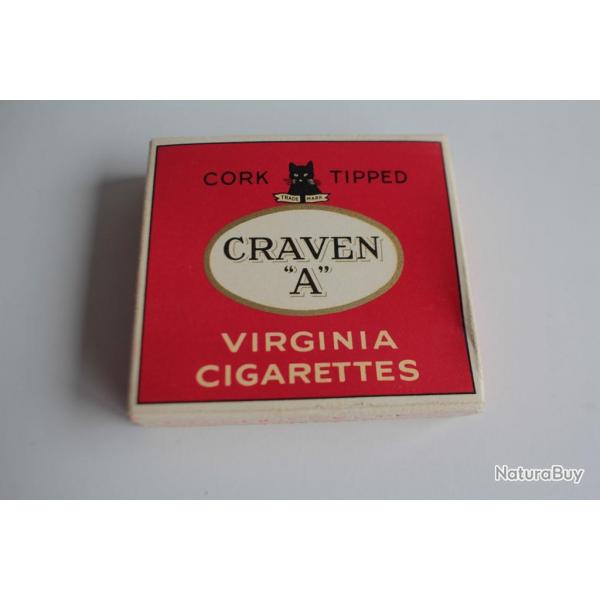 CORK TIPPED
TRADE MARK
CRAVEN
"A"
VIRGINIA
CIGARETTES
NaturaBuy